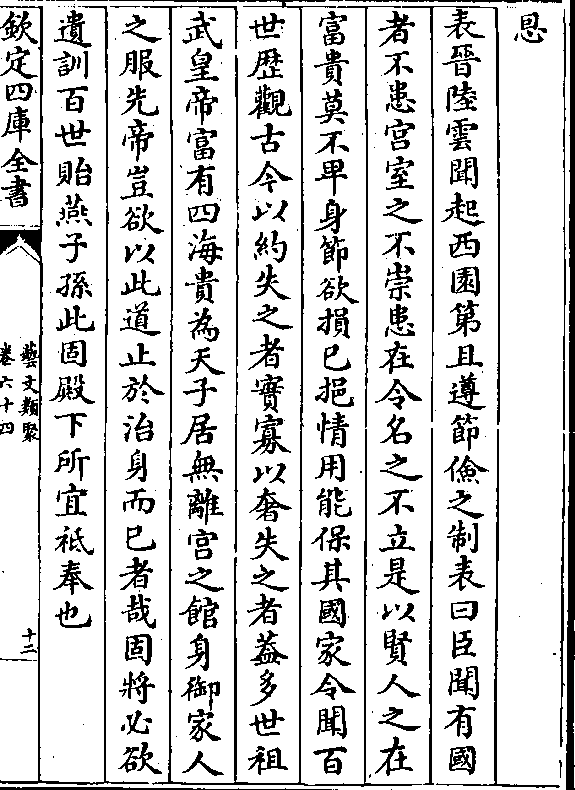 恩
表晉陸雲聞起西園第且遵節儉之制表曰臣聞有國
者不患宫室之不崇患在令名之不立是以賢人之在
富貴莫不卑身節欲損已挹情用能保其國家令聞百
世歴觀古今以約失之者實寡以奢失之者葢多世祖
武皇帝富有四海貴為天子居無離宫之館身御家人
之服先帝豈欲以此道止於治身而已者哉固將必欲
遺訓百世貽燕子孫此固殿下所宜祗奉也
欽定四庫全書
藝文類聚
卷六十四
十二